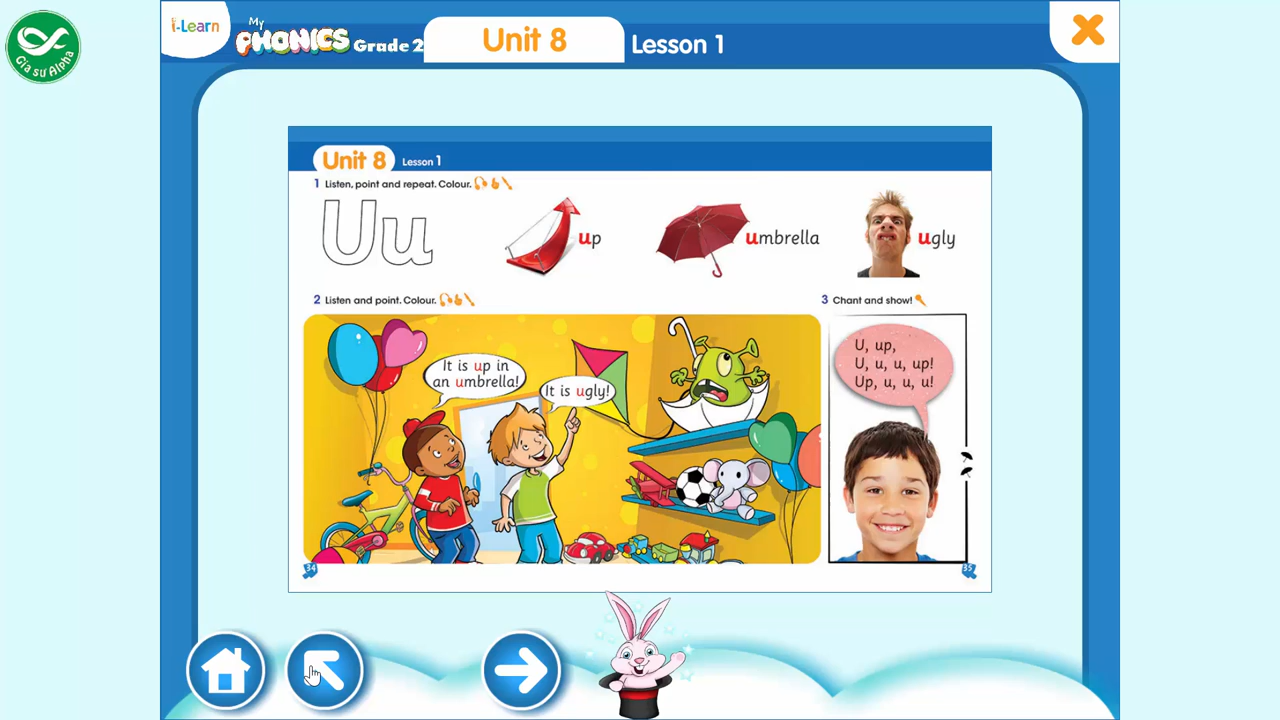 Gia sư Alpha
i-Learn
My
PHONICS Grade 2
Unit 8
Lesson 1
Unit 8 Lesson 1
1 Listen, point and repeat. Colour.
Uu
up
umbrella
ugly
2 Listen and point. Colour.
3 Chant and show!
It is up in
an umbrella!
It is ugly!
U, up,
U, u, u, up!
Up, u, u, u!
34
35